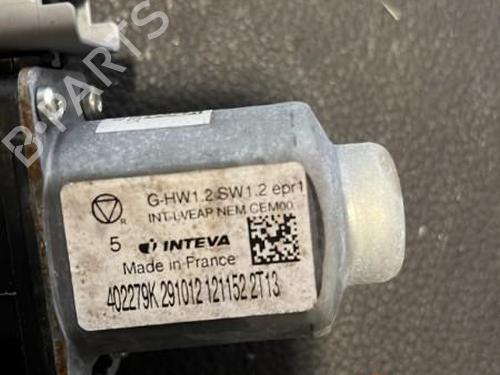 B-PARTS
G-HW1.2 SW1.2 epr1
INT-LVEAP NEM CEM00
R
5 INTEVA
Made in France
402279K 291012 121152 2T13